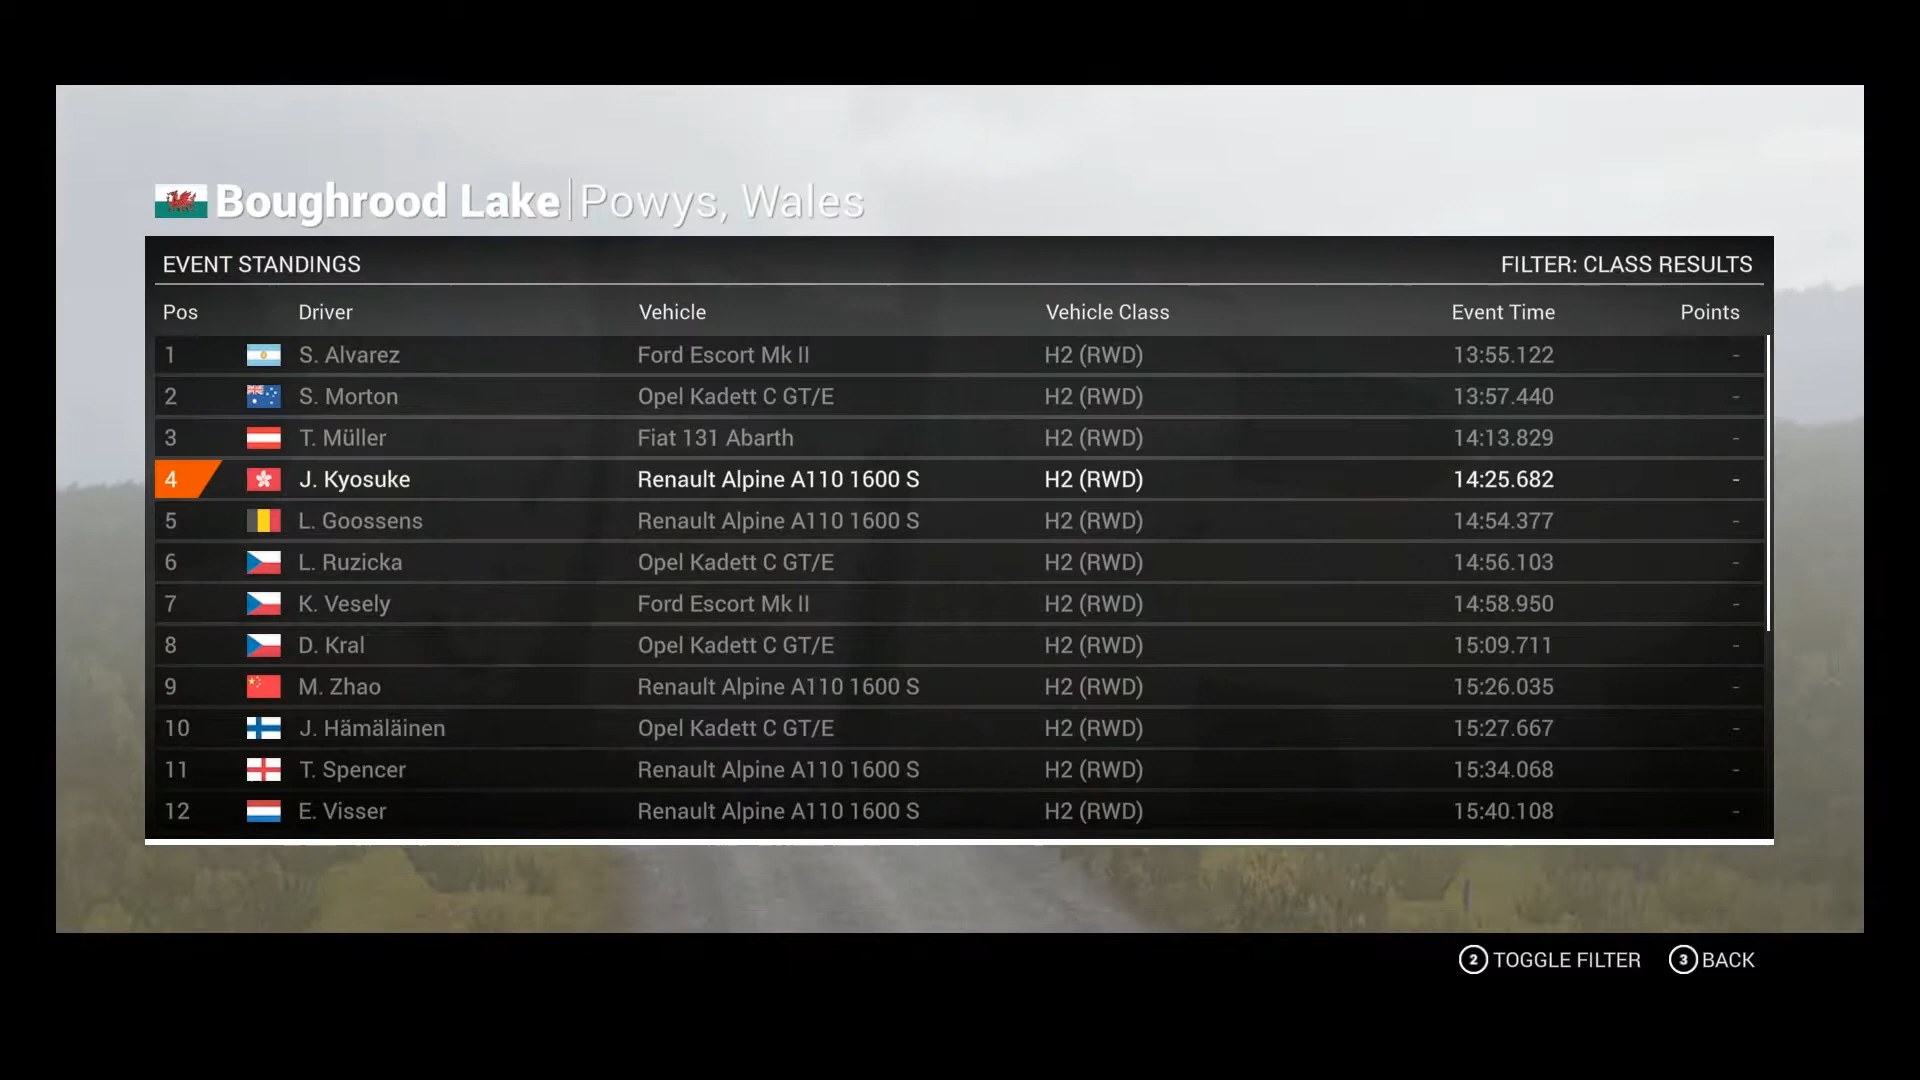 Boughrood Lake | Powys, Wales
EVENT STANDINGS FILTER: CLASS RESULTS
Pos Driver Vehicle Vehicle Class Event Time Points
1 S. Alvarez Ford Escort Mk II H2 (RWD) 13:55.122 -
2 S. Morton Opel Kadett C GT/E H2 (RWD) 13:57.440 -
3 T. Müller Fiat 131 Abarth H2 (RWD) 14:13.829 -
4 J. Kyosuke Renault Alpine A110 1600 S H2 (RWD) 14:25.682 -
5 L. Goossens Renault Alpine A110 1600 S H2 (RWD) 14:54.377 -
6 L. Ruzicka Opel Kadett C GT/E H2 (RWD) 14:56.103 -
7 K. Vesely Ford Escort Mk II H2 (RWD) 14:58.950 -
8 D. Kral Opel Kadett C GT/E H2 (RWD) 15:09.711 -
9 M. Zhao Renault Alpine A110 1600 S H2 (RWD) 15:26.035 -
10 J. Hämäläinen Opel Kadett C GT/E H2 (RWD) 15:27.667 -
11 T. Spencer Renault Alpine A110 1600 S H2 (RWD) 15:34.068 -
12 E. Visser Renault Alpine A110 1600 S H2 (RWD) 15:40.108 -
2 TOGGLE FILTER 3 BACK